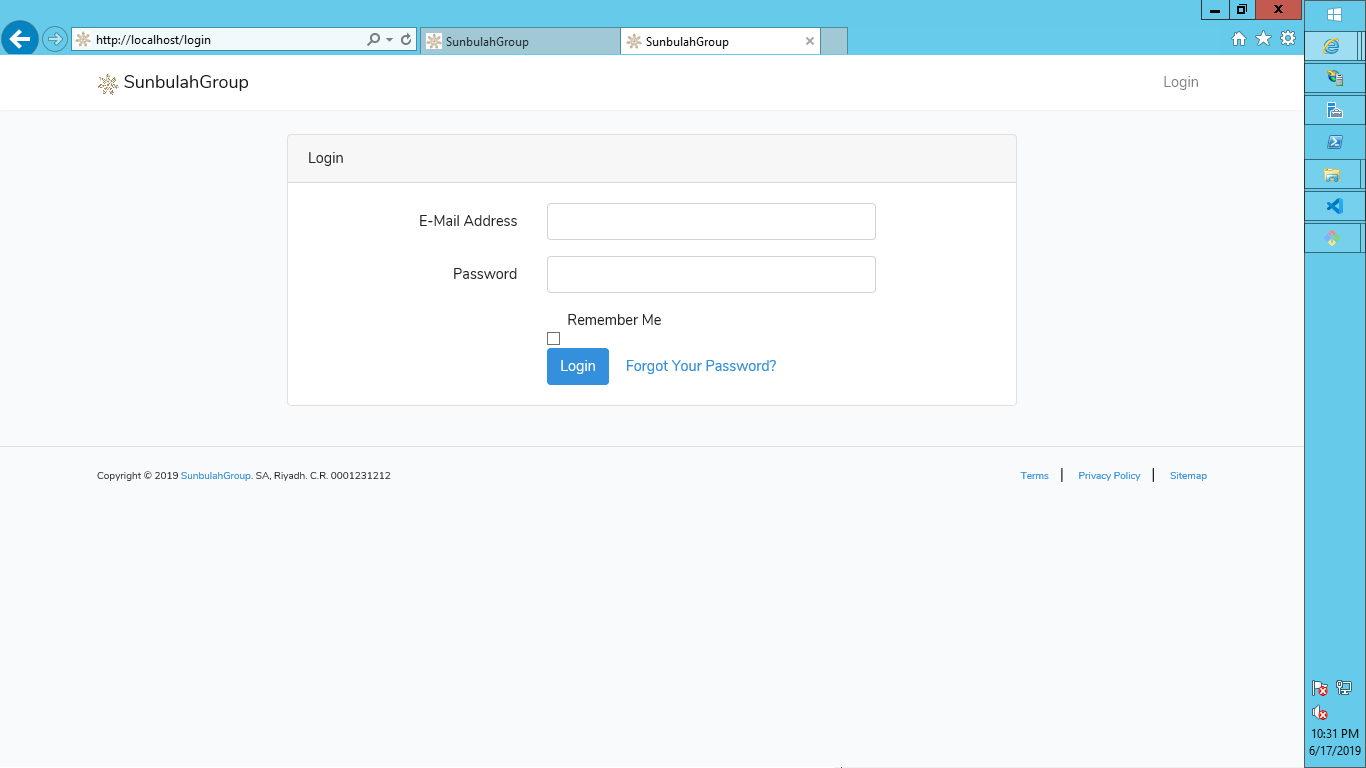 http://localhost/login
SunbulahGroup
SunbulahGroup
SunbulahGroup
Login
Login
E-Mail Address
Password
Remember Me
Login
Forgot Your Password?
Copyright © 2019 SunbulahGroup. SA, Riyadh. C.R. 0001231212
Terms | Privacy Policy | Sitemap
10:31 PM
6/17/2019